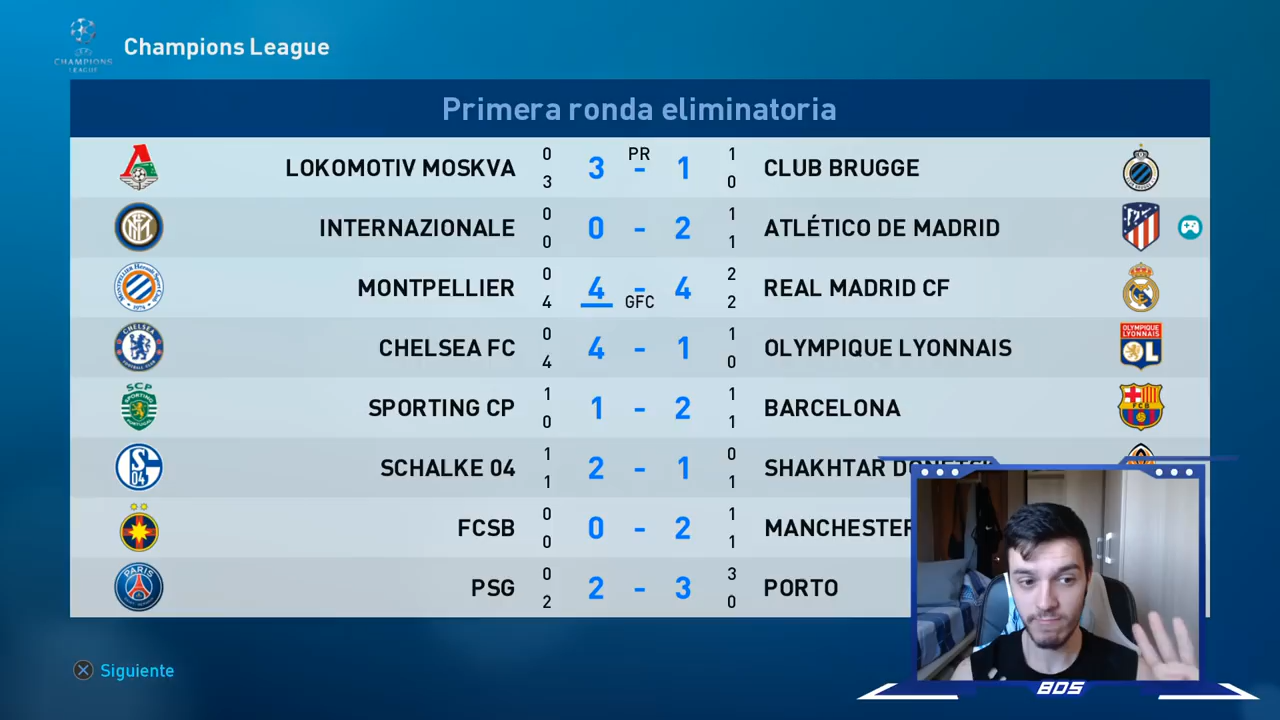 CHAMPIONS
LEAGUE
Champions League
Primera ronda eliminatoria
LOKOMOTIV MOSKVA 0 3 3 PR - 1 1 0 CLUB BRUGGE
INTERNAZIONALE 0 0 0 - 2 1 1 ATLÉTICO DE MADRID
MONTPELLIER 0 4 4 - GFC 4 2 2 REAL MADRID CF
CHELSEA FC 0 4 4 - 1 1 0 OLYMPIQUE LYONNAIS
SPORTING CP 1 0 1 - 2 1 1 BARCELONA
SCHALKE 04 1 1 2 - 1 0 1 SHAKHTAR
FCSB 0 0 0 - 2 1 1 MANCHESTER
PSG 0 2 2 - 3 3 0 PORTO
Siguiente
BDS